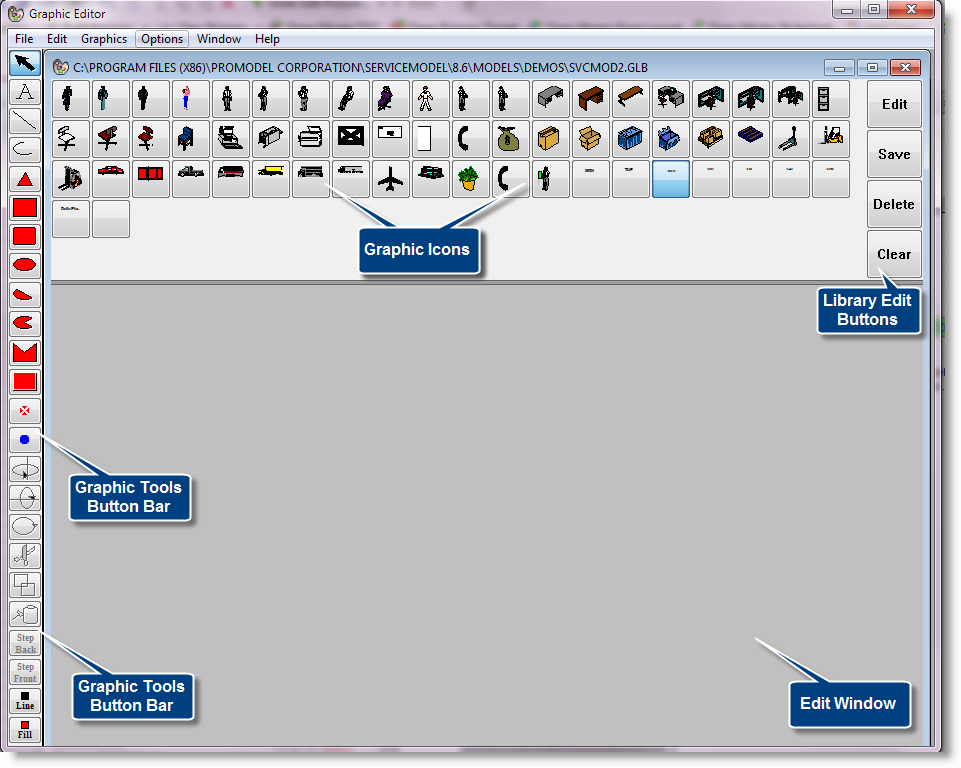 Graphic Editor
File Edit Graphics Options Window Help
C:\PROGRAM FILES (X86)\PROMODEL CORPORATION\SERVICEMODEL\8.6\MODELS\DEMOS\SVCMOD2.GLB
Edit
Save
Delete
Clear
Graphic Icons
Library Edit
Buttons
A
Graphic Tools
Button Bar
Step
Back
Step
Front
Line
Fill
Graphic Tools
Button Bar
Edit Window